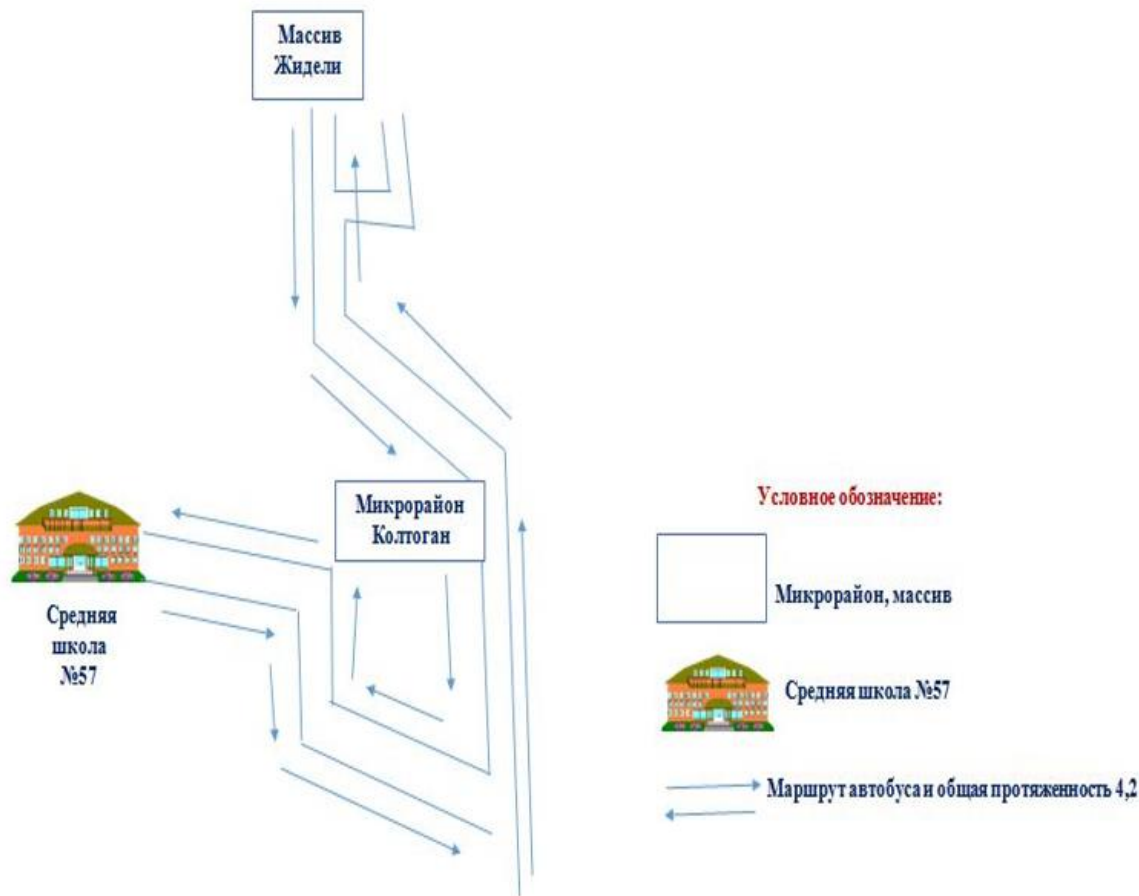 Массив
Жидели
Микрорайон
Колтоган
Средняя
школа
№57
Условное обозначение:
Микрорайон, массив
Средняя школа №57
Маршрут автобуса и общая протяженность 4,2